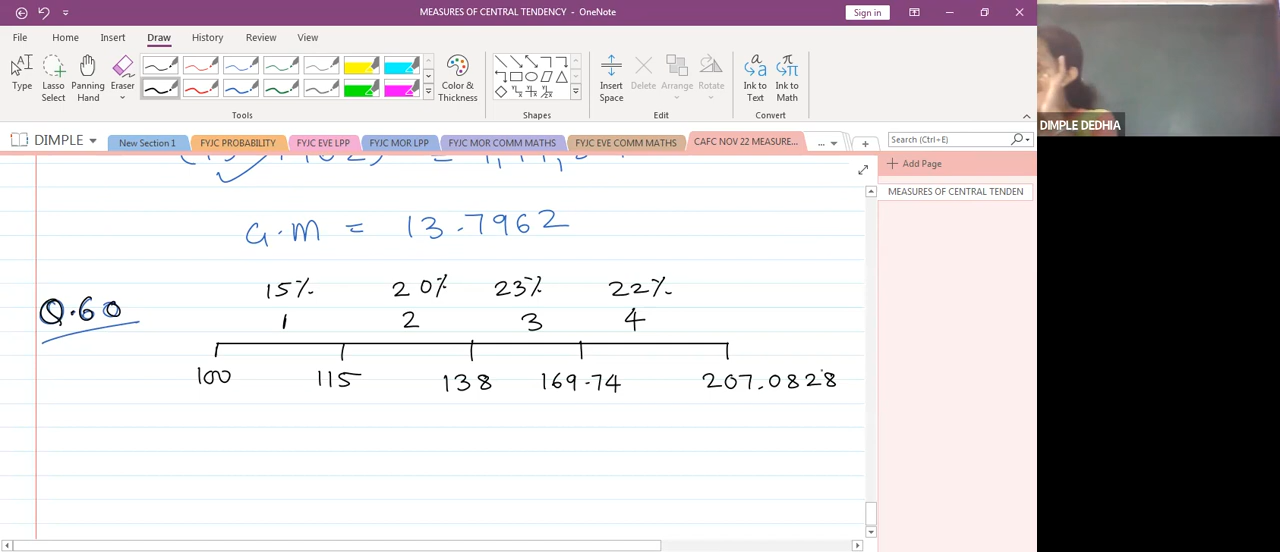 MEASURES OF CENTRAL TENDENCY - OneNote
Sign in
File Home Insert Draw History Review View
Type Lasso Select Panning Hand Eraser Color & Thickness Insert Space Delete Arrange Rotate Ink to Text Ink to Math
Tools Shapes Edit Convert
DIMPLE New Section 1 FYJC PROBABILITY FYJC EVE LPP FYJC MOR LPP FYJC MOR COMM MATHS FYJC EVE COMM MATHS CAFC NOV 22 MEASURE... ... Search (Ctrl+E)
DIMPLE DEDHIA
Add Page
MEASURES OF CENTRAL TENDEN
G.M = 13.7962
15% 20% 23% 22%
Q.60 1 2 3 4
100 115 138 169.74 207.0828